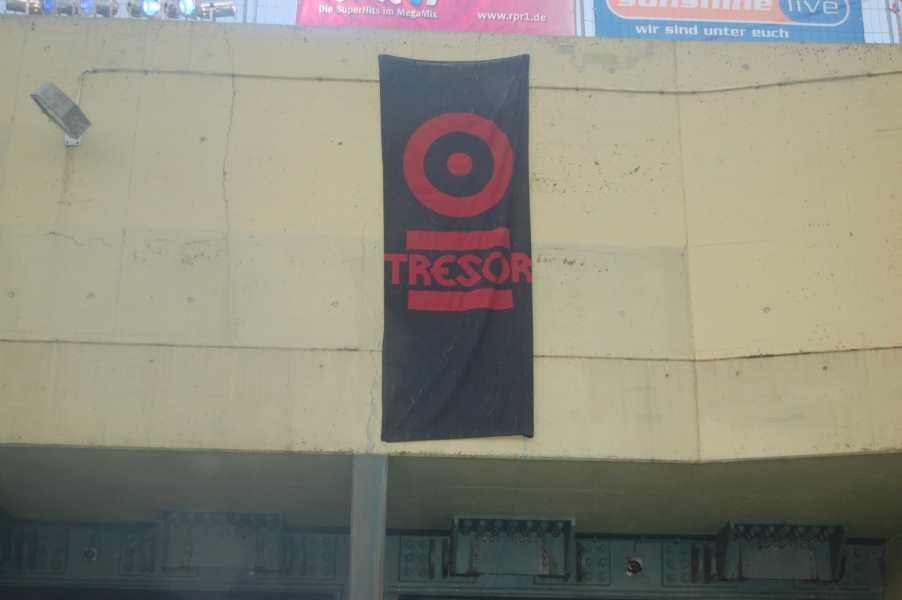 Die SuperHits im MegaMix
www.rpr1.de
sunshine live
wir sind unter euch
TRESOR